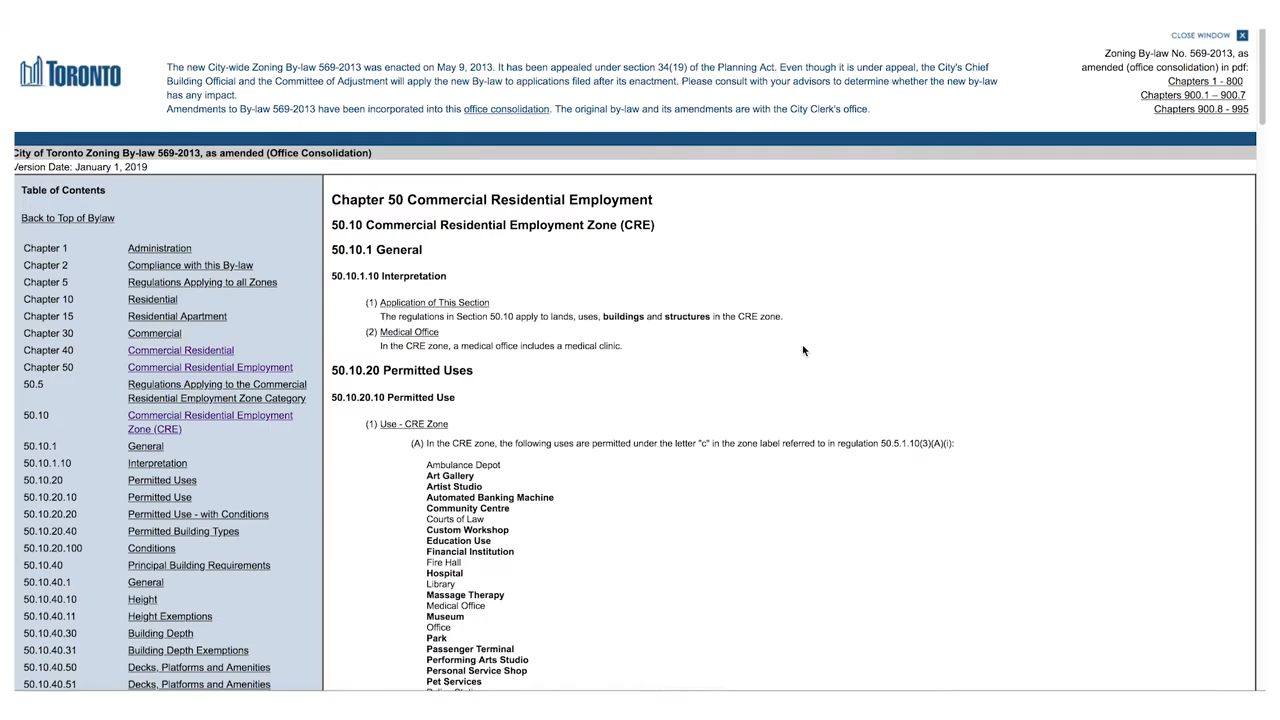 CLOSE WINDOW X
TORONTO
The new City-wide Zoning By-law 569-2013 was enacted on May 9, 2013. It has been appealed under section 34(19) of the Planning Act. Even though it is under appeal, the City's Chief
Building Official and the Committee of Adjustment will apply the new By-law to applications filed after its enactment. Please consult with your advisors to determine whether the new by-law
has any impact.
Amendments to By-law 569-2013 have been incorporated into this office consolidation. The original by-law and its amendments are with the City Clerk's office.
Zoning By-law No. 569-2013, as
amended (office consolidation) in pdf:
Chapters 1 - 800
Chapters 900.1 – 900.7
Chapters 900.8 - 995
City of Toronto Zoning By-law 569-2013, as amended (Office Consolidation)
Version Date: January 1, 2019
Table of Contents
Back to Top of Bylaw
Chapter 1 Administration
Chapter 2 Compliance with this By-law
Chapter 5 Regulations Applying to all Zones
Chapter 10 Residential
Chapter 15 Residential Apartment
Chapter 30 Commercial
Chapter 40 Commercial Residential
Chapter 50 Commercial Residential Employment
50.5 Regulations Applying to the Commercial
Residential Employment Zone Category
50.10 Commercial Residential Employment
Zone (CRE)
50.10.1 General
50.10.1.10 Interpretation
50.10.20 Permitted Uses
50.10.20.10 Permitted Use
50.10.20.20 Permitted Use - with Conditions
50.10.20.40 Permitted Building Types
50.10.20.100 Conditions
50.10.40 Principal Building Requirements
50.10.40.1 General
50.10.40.10 Height
50.10.40.11 Height Exemptions
50.10.40.30 Building Depth
50.10.40.31 Building Depth Exemptions
50.10.40.50 Decks, Platforms and Amenities
50.10.40.51 Decks, Platforms and Amenities
Chapter 50 Commercial Residential Employment
50.10 Commercial Residential Employment Zone (CRE)
50.10.1 General
50.10.1.10 Interpretation
(1) Application of This Section
The regulations in Section 50.10 apply to lands, uses, buildings and structures in the CRE zone.
(2) Medical Office
In the CRE zone, a medical office includes a medical clinic.
50.10.20 Permitted Uses
50.10.20.10 Permitted Use
(1) Use - CRE Zone
(A) In the CRE zone, the following uses are permitted under the letter "c" in the zone label referred to in regulation 50.5.1.10(3)(A)(i):
Ambulance Depot
Art Gallery
Artist Studio
Automated Banking Machine
Community Centre
Courts of Law
Custom Workshop
Education Use
Financial Institution
Fire Hall
Hospital
Library
Massage Therapy
Medical Office
Museum
Office
Park
Passenger Terminal
Performing Arts Studio
Personal Service Shop
Pet Services